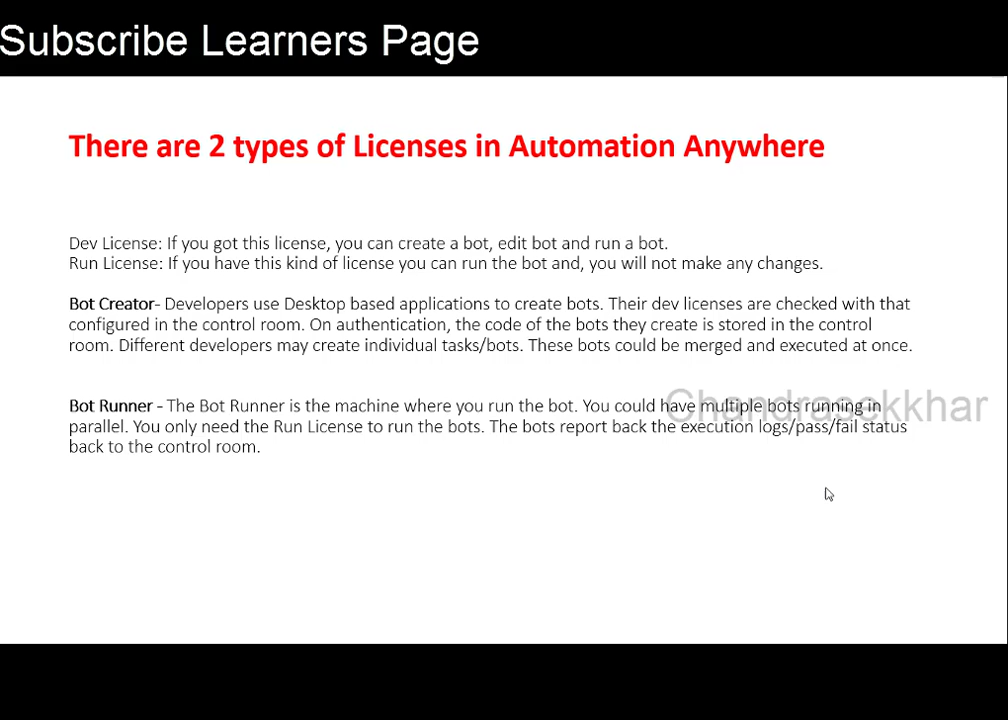 Subscribe Learners Page
There are 2 types of Licenses in Automation Anywhere
Dev License: If you got this license, you can create a bot, edit bot and run a bot.
Run License: If you have this kind of license you can run the bot and, you will not make any changes.
Bot Creator- Developers use Desktop based applications to create bots. Their dev licenses are checked with that
configured in the control room. On authentication, the code of the bots they create is stored in the control
room. Different developers may create individual tasks/bots. These bots could be merged and executed at once.
Bot Runner - The Bot Runner is the machine where you run the bot. You could have multiple bots running in
Chandrasekkhar
parallel. You only need the Run License to run the bots. The bots report back the execution logs/pass/fail status
back to the control room.